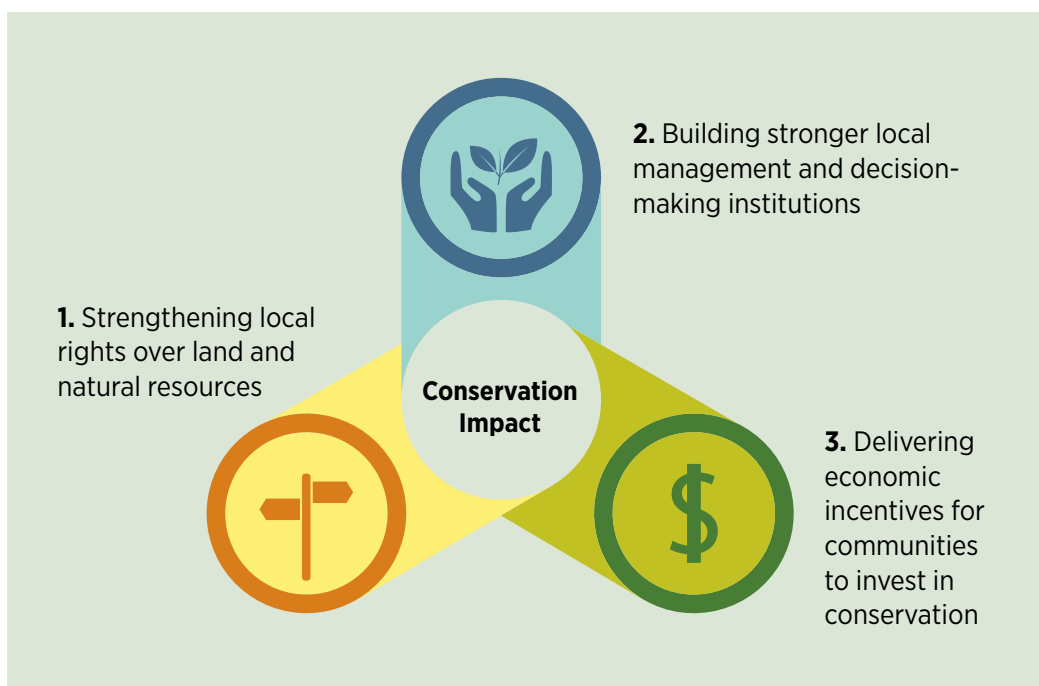 1. Strengthening local
rights over land and
natural resources
2. Building stronger local
management and decision-
making institutions
Conservation
Impact
3. Delivering
economic
incentives for
communities
to invest in
conservation